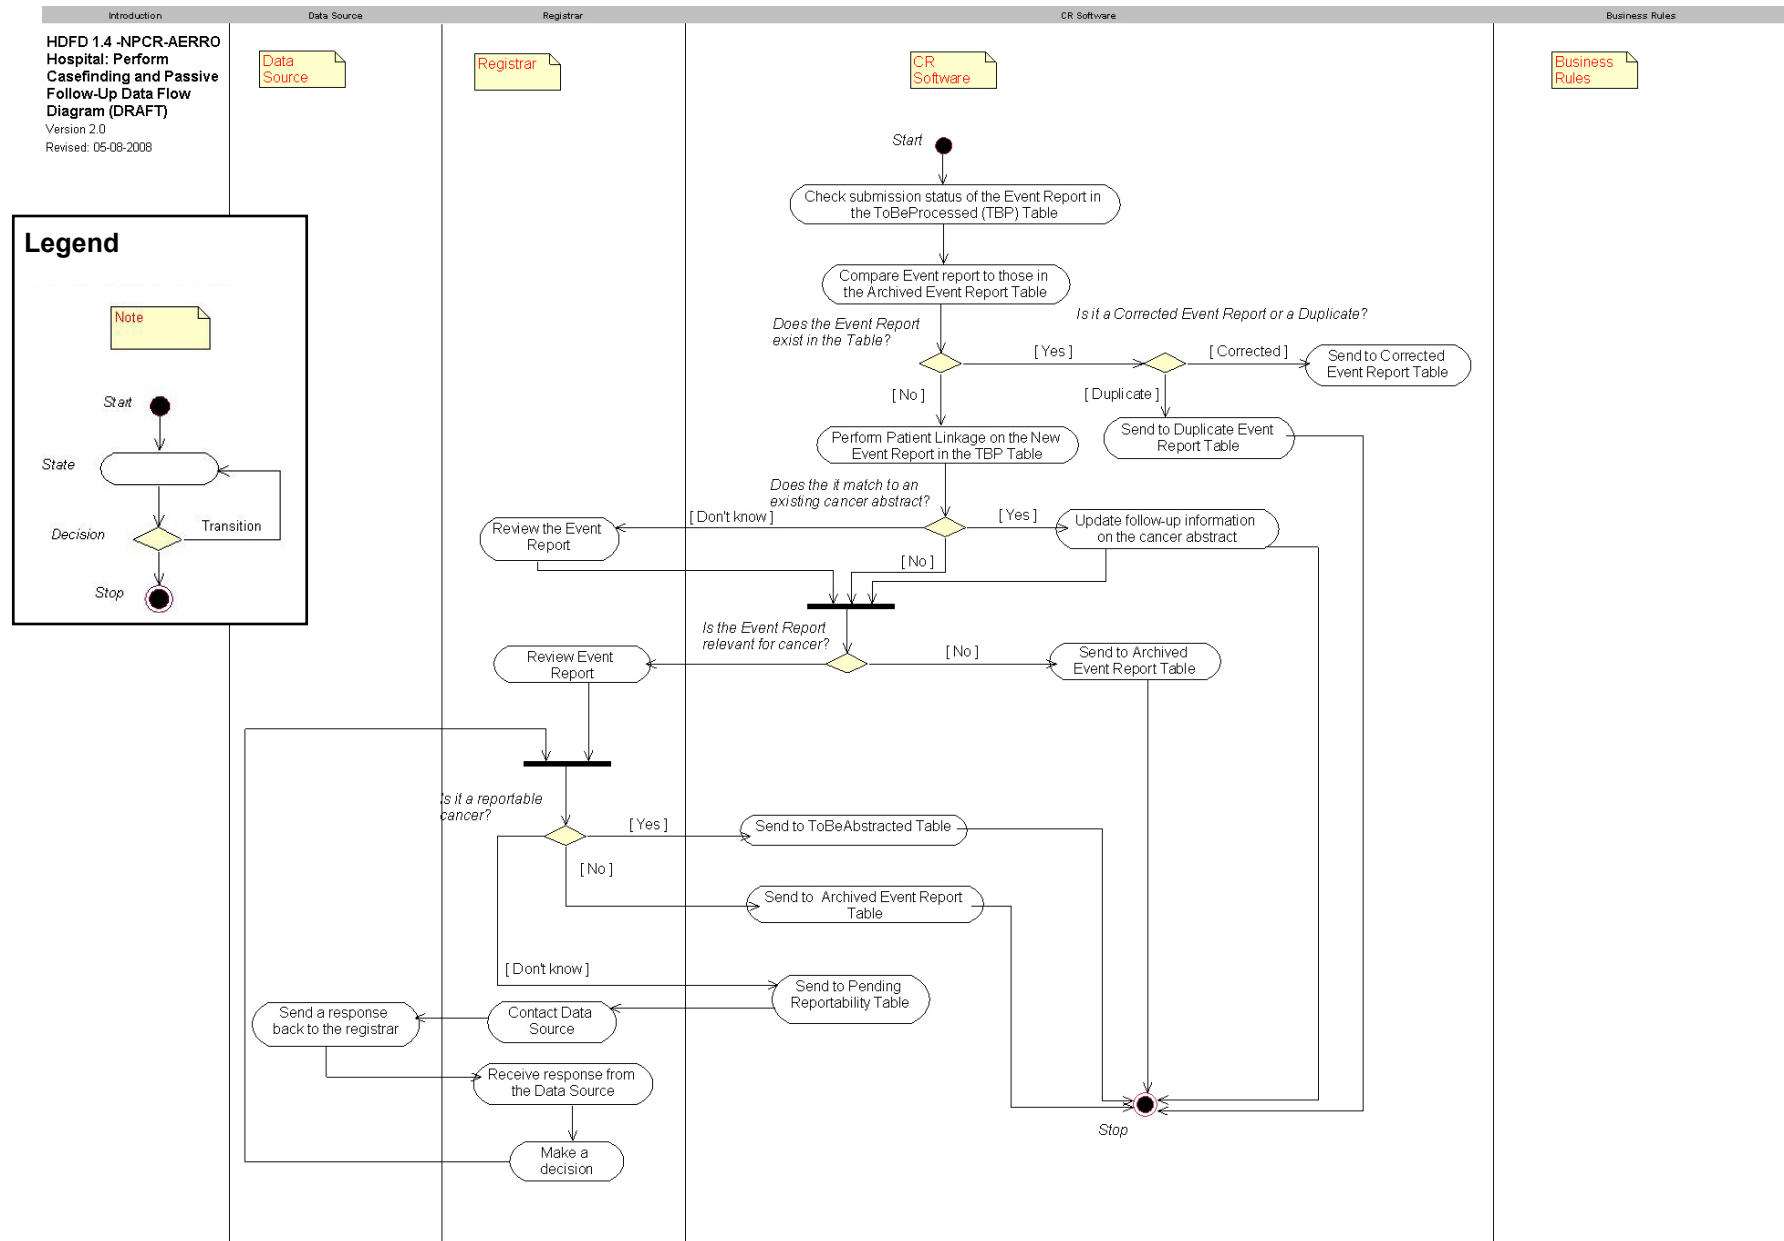 Introduction
Data Source
Registrar
CR Software
Business Rules
HDFD 1.4 -NPCR-AERRO
Hospital: Perform
Casefinding and Passive
Follow-Up Data Flow
Diagram (DRAFT)
Version 2.0
Revised: 05-08-2008
Data
Source
Registrar
CR
Software
Business
Rules
Legend
Note
Start
State
Decision
Transition
Stop
Start
Check submission status of the Event Report in
the ToBeProcessed (TBP) Table
Compare Event report to those in
the Archived Event Report Table
Does the Event Report
exist in the Table?
Is it a Corrected Event Report or a Duplicate?
[ Yes ]
[ Corrected ]
Send to Corrected
Event Report Table
[ No ]
[ Duplicate ]
Send to Duplicate Event
Report Table
Perform Patient Linkage on the New
Event Report in the TBP Table
Does the it match to an
existing cancer abstract?
[ Don't know ]
[ Yes ]
Review the Event
Report
Update follow-up information
on the cancer abstract
[ No ]
Is the Event Report
relevant for cancer?
Review Event
Report
[ No ]
Send to Archived
Event Report Table
Is it a reportable
cancer?
[ Yes ]
Send to ToBeAbstracted Table
[ No ]
Send to  Archived Event Report
Table
[ Don't know ]
Send to Pending
Reportability Table
Send a response
back to the registrar
Contact Data
Source
Receive response from
the Data Source
Make a
decision
Stop